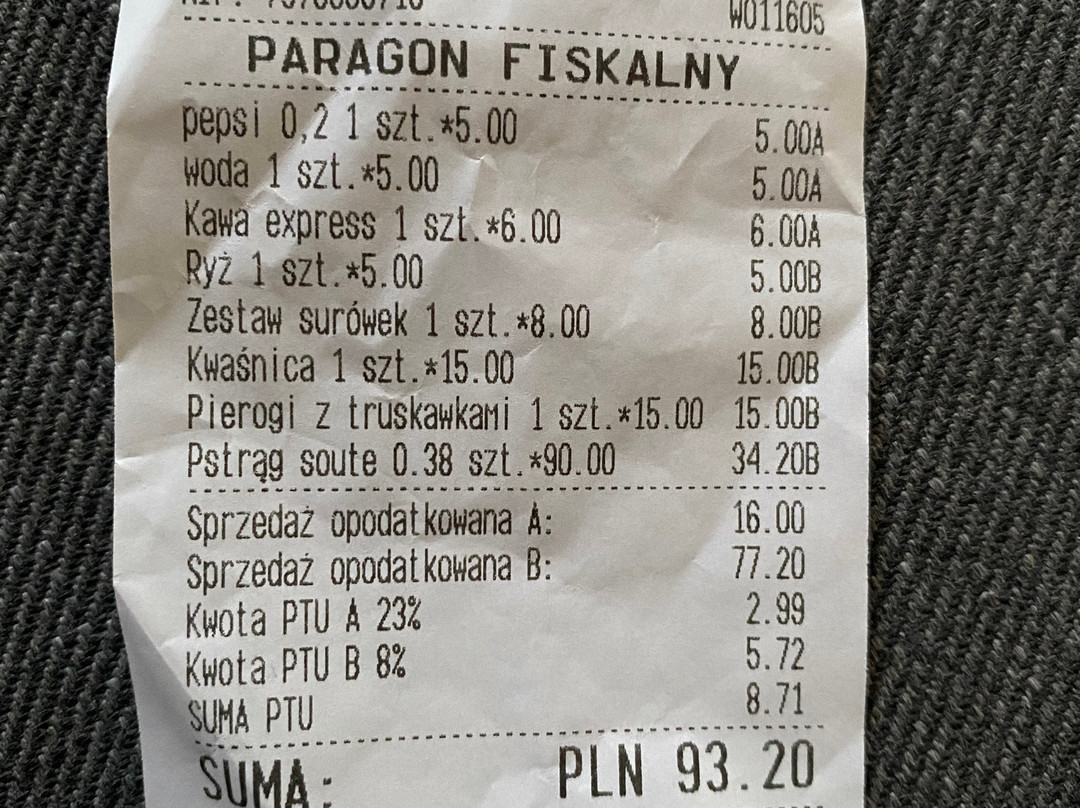 W011605
PARAGON FISKALNY
pepsi 0,2 1 szt.*5.00 5.00A
woda 1 szt.*5.00 5.00A
Kawa express 1 szt.*6.00 6.00A
Ryż 1 szt.*5.00 5.00B
Zestaw surówek 1 szt.*8.00 8.00B
Kwaśnica 1 szt.*15.00 15.00B
Pierogi z truskawkami 1 szt.*15.00 15.00B
Pstrąg soute 0.38 szt.*90.00 34.20B
Sprzedaż opodatkowana A: 16.00
Sprzedaż opodatkowana B: 77.20
Kwota PTU A 23% 2.99
Kwota PTU B 8% 5.72
SUMA PTU 8.71
SUMA: PLN 93.20